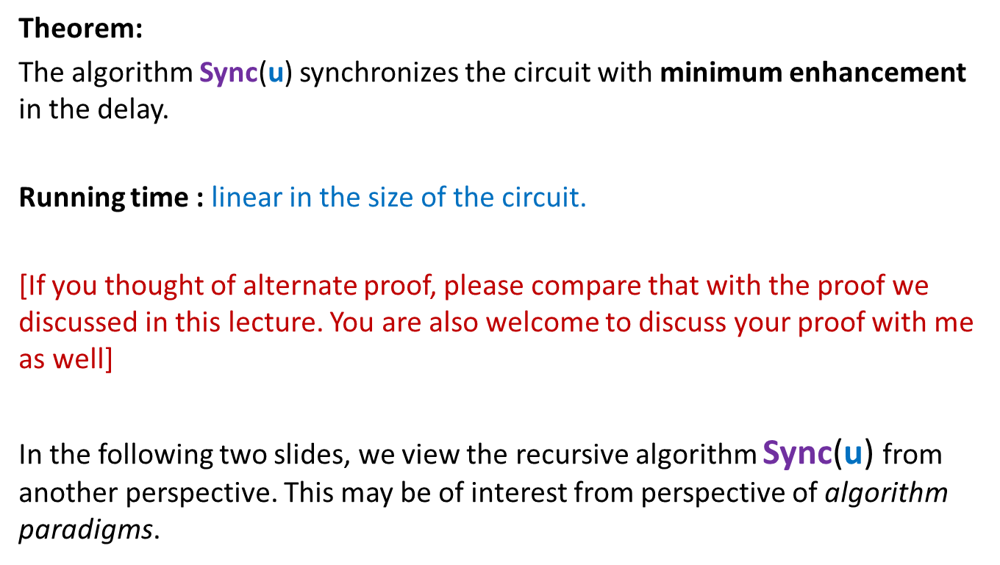 Theorem:
The algorithm Sync(u) synchronizes the circuit with minimum enhancement
in the delay.
Running time : linear in the size of the circuit.
[If you thought of alternate proof, please compare that with the proof we
discussed in this lecture. You are also welcome to discuss your proof with me
as well]
In the following two slides, we view the recursive algorithm Sync(u) from
another perspective. This may be of interest from perspective of algorithm
paradigms.